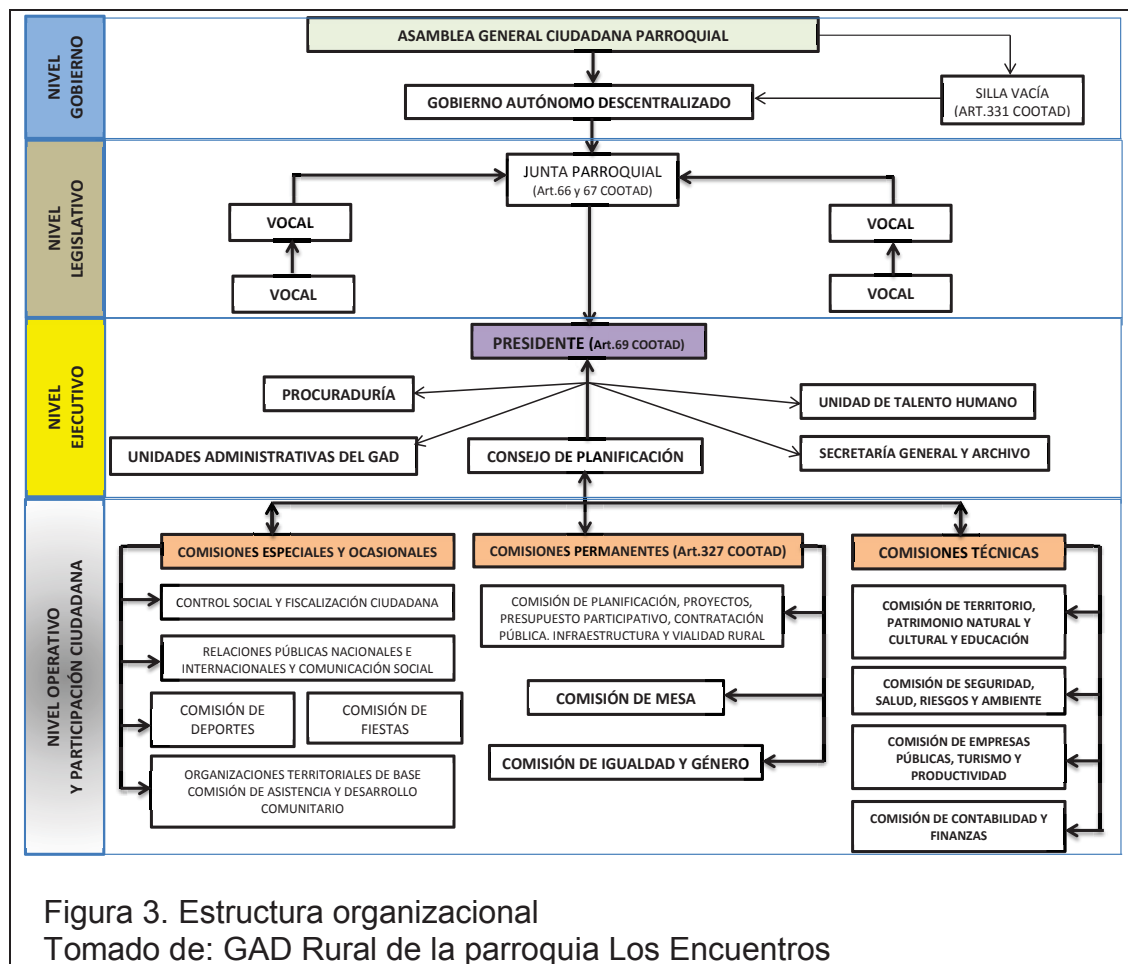 NIVEL
GOBIERNO
ASAMBLEA GENERAL CIUDADANA PARROQUIAL
GOBIERNO AUTÓNOMO DESCENTRALIZADO
SILLA VACÍA
(ART.331 COOTAD)
NIVEL
LEGISLATIVO
JUNTA PARROQUIAL
(Art.66 y 67 COOTAD)
VOCAL
VOCAL
VOCAL
VOCAL
NIVEL
EJECUTIVO
PRESIDENTE (Art.69 COOTAD)
PROCURADURÍA
UNIDAD DE TALENTO HUMANO
UNIDADES ADMINISTRATIVAS DEL GAD
CONSEJO DE PLANIFICACIÓN
SECRETARÍA GENERAL Y ARCHIVO
NIVEL OPERATIVO
Y PARTICIPACIÓN CIUDADANA
COMISIONES ESPECIALES Y OCASIONALES
CONTROL SOCIAL Y FISCALIZACIÓN CIUDADANA
RELACIONES PÚBLICAS NACIONALES E
INTERNACIONALES Y COMUNICACIÓN SOCIAL
COMISIÓN DE
DEPORTES
COMISIÓN DE
FIESTAS
ORGANIZACIONES TERRITORIALES DE BASE
COMISIÓN DE ASISTENCIA Y DESARROLLO
COMUNITARIO
COMISIONES PERMANENTES (Art.327 COOTAD)
COMISIÓN DE PLANIFICACIÓN, PROYECTOS,
PRESUPUESTO PARTICIPATIVO, CONTRATACIÓN
PÚBLICA. INFRAESTRUCTURA Y VIALIDAD RURAL
COMISIÓN DE MESA
COMISIÓN DE IGUALDAD Y GÉNERO
COMISIONES TÉCNICAS
COMISIÓN DE TERRITORIO,
PATRIMONIO NATURAL Y
CULTURAL Y EDUCACIÓN
COMISIÓN DE SEGURIDAD,
SALUD, RIESGOS Y AMBIENTE
COMISIÓN DE EMPRESAS
PÚBLICAS, TURISMO Y
PRODUCTIVIDAD
COMISIÓN DE CONTABILIDAD Y
FINANZAS
Figura 3. Estructura organizacional
Tomado de: GAD Rural de la parroquia Los Encuentros